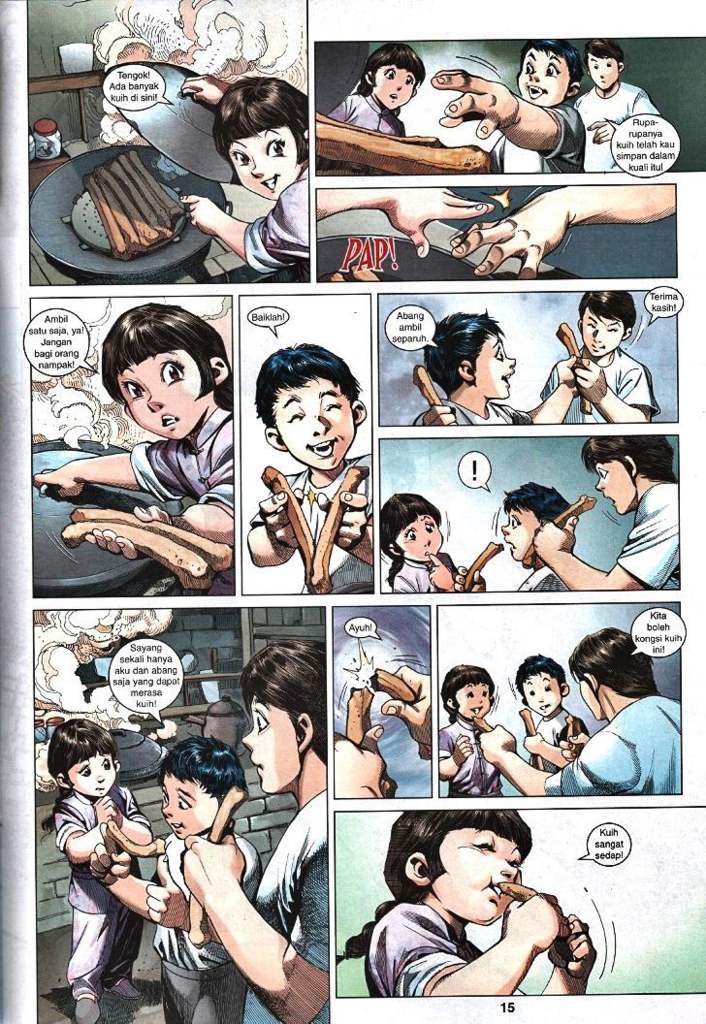 Tengok!
Ada banyak
kuih di sini!
Rupa-
rupanya
kuih telah kau
simpan dalam
kuali itu!
PAP!
Ambil
satu saja, ya!
Jangan
bagi orang
nampak!
Baiklah!
Abang
ambil
separuh.
Terima
kasih!
!
Sayang
sekali hanya
aku dan abang
saja yang dapat
merasa
kuih!
Ayuh!
Kita
boleh
kongsi kuih
ini!
Kuih
sangat
sedap!
15